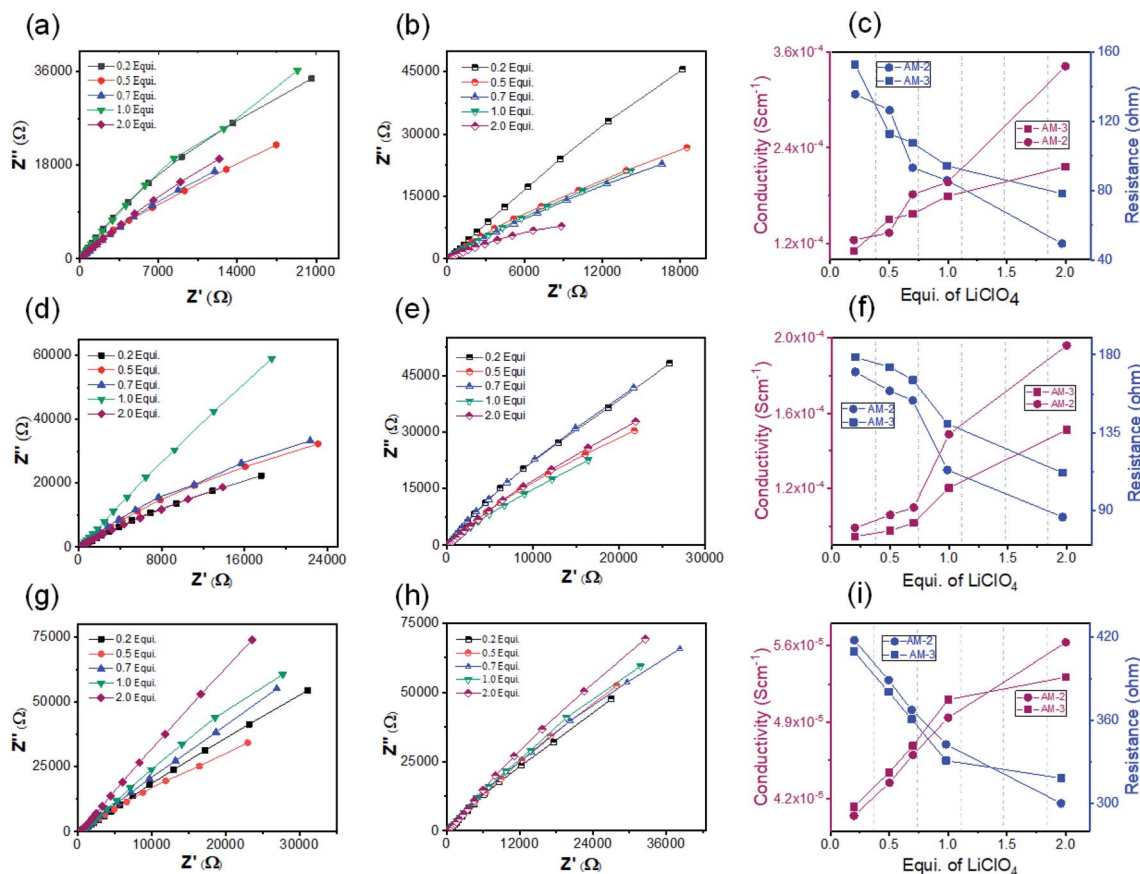 (a)
36000
18000
0
Z'' (Ω)
0.2 Equi.
0.5 Equi.
0.7 Equi.
1.0 Equi.
2.0 Equi.
0 7000 14000 21000
Z' (Ω)
(b)
45000
30000
15000
0
Z'' (Ω)
0.2 Equi.
0.5 Equi.
0.7 Equi.
1.0 Equi.
2.0 Equi.
0 6000 12000 18000
Z' (Ω)
(c)
3.6x10⁻⁴
2.4x10⁻⁴
1.2x10⁻⁴
Conductivity (Scm⁻¹)
AM-2
AM-3
AM-3
AM-2
160
120
80
40
Resistance (ohm)
0.0 0.5 1.0 1.5 2.0
Equi. of LiClO₄
(d)
60000
40000
20000
0
Z'' (Ω)
0.2 Equi.
0.5 Equi.
0.7 Equi.
1.0 Equi.
2.0 Equi.
0 8000 16000 24000
Z' (Ω)
(e)
45000
30000
15000
0
Z'' (Ω)
0.2 Equi
0.5 Equi
0.7 Equi
1.0 Equi
2.0 Equi
0 10000 20000 30000
Z' (Ω)
(f)
2.0x10⁻⁴
1.6x10⁻⁴
1.2x10⁻⁴
Conductivity (Scm⁻¹)
AM-2
AM-3
AM-3
AM-2
180
135
90
Resistance (ohm)
0.0 0.5 1.0 1.5 2.0
Equi. of LiClO₄
(g)
75000
50000
25000
0
Z'' (Ω)
0.2 Equi.
0.5 Equi.
0.7 Equi.
1.0 Equi.
2.0 Equi.
0 10000 20000 30000
Z' (Ω)
(h)
75000
50000
25000
0
Z'' (Ω)
0.2 Equi.
0.5 Equi.
0.7 Equi.
1.0 Equi.
2.0 Equi.
0 12000 24000 36000
Z' (Ω)
(i)
5.6x10⁻⁵
4.9x10⁻⁵
4.2x10⁻⁵
Conductivity (Scm⁻¹)
AM-2
AM-3
AM-2
AM-3
420
360
300
Resistance (ohm)
0.0 0.5 1.0 1.5 2.0
Equi. of LiClO₄